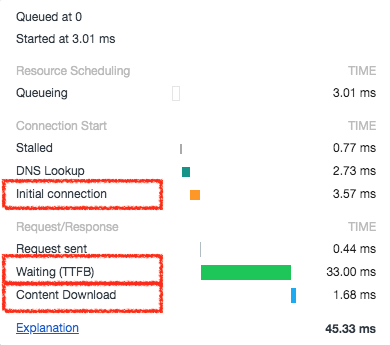 Queued at 0
Started at 3.01 ms
Resource Scheduling TIME
Queueing 3.01 ms
Connection Start TIME
Stalled 0.77 ms
DNS Lookup 2.73 ms
Initial connection 3.57 ms
Request/Response TIME
Request sent 0.44 ms
Waiting (TTFB) 33.00 ms
Content Download 1.68 ms
Explanation 45.33 ms